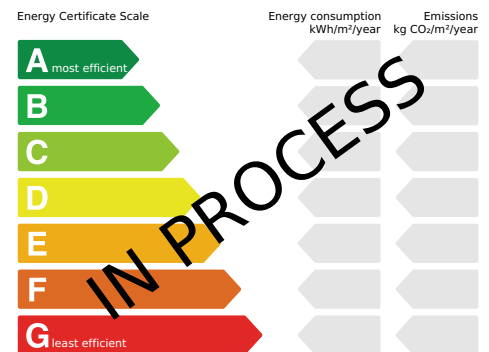 Energy Certificate Scale
Energy consumption
kWh/m²/year
Emissions
kg CO₂/m²/year
A most efficient
B
C
D
E
F
G least efficient
IN PROCESS